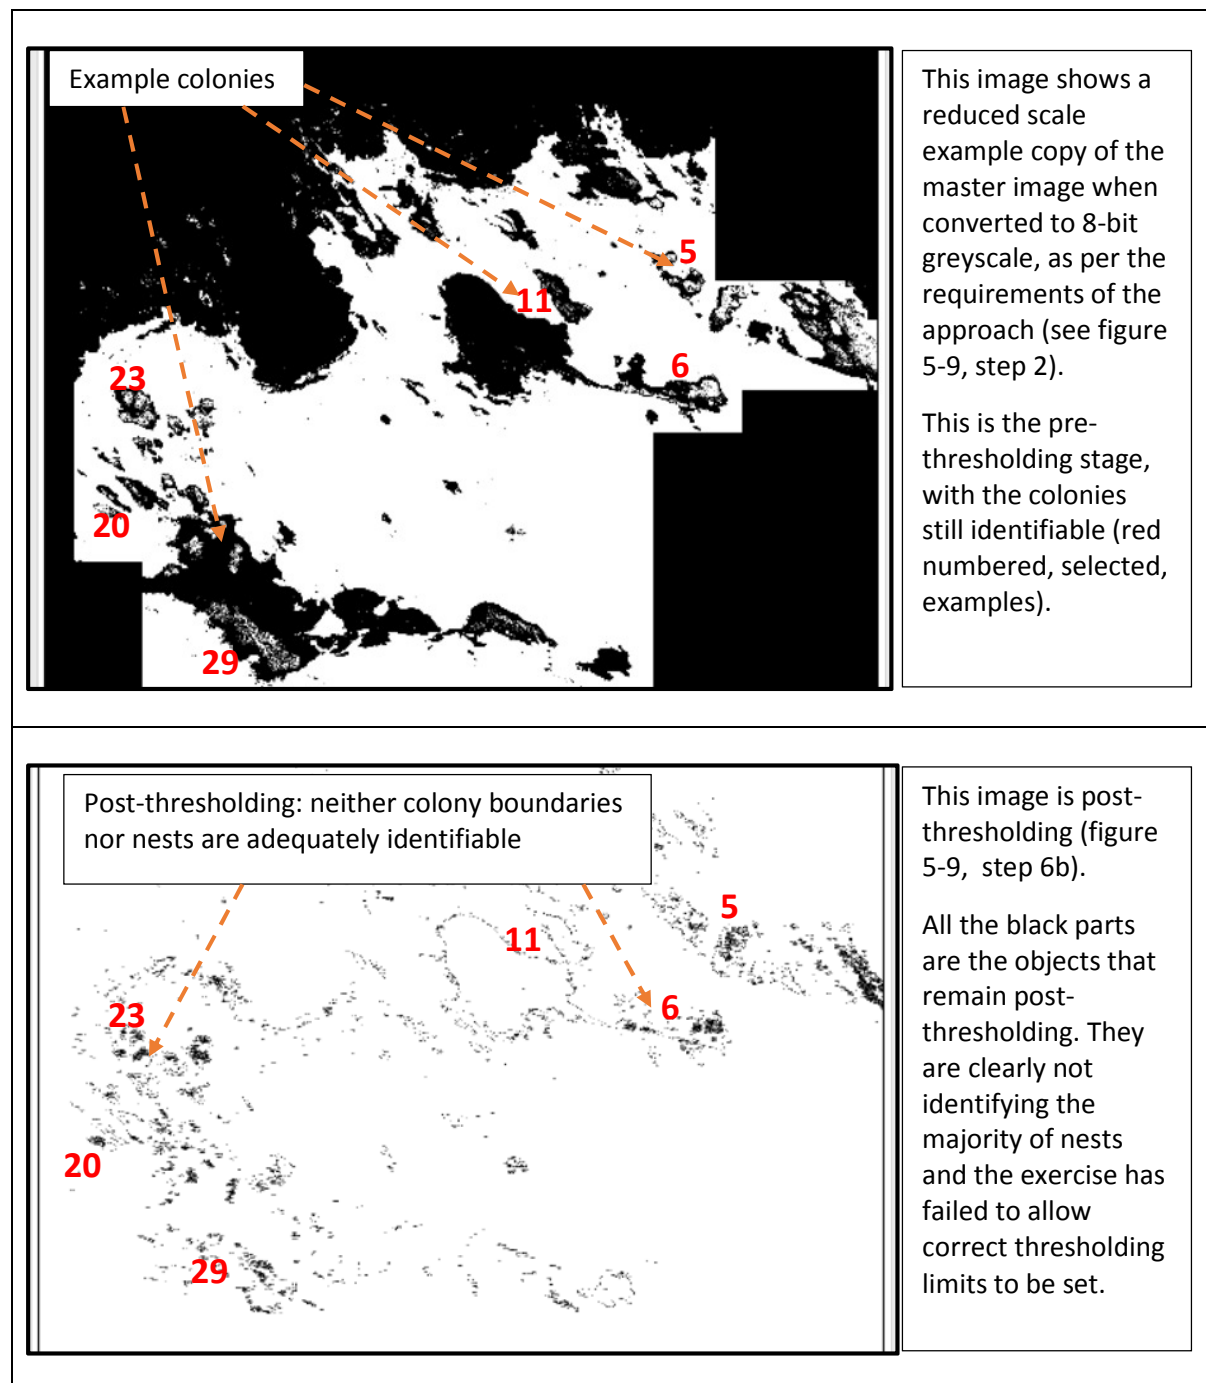 Example colonies
5
11
6
23
20
29
This image shows a
reduced scale
example copy of the
master image when
converted to 8-bit
greyscale, as per the
requirements of the
approach (see figure
5-9, step 2).
This is the pre-
thresholding stage,
with the colonies
still identifiable (red
numbered, selected,
examples).
Post-thresholding: neither colony boundaries
nor nests are adequately identifiable
5
11
6
23
20
29
This image is post-
thresholding (figure
5-9,  step 6b).
All the black parts
are the objects that
remain post-
thresholding. They
are clearly not
identifying the
majority of nests
and the exercise has
failed to allow
correct thresholding
limits to be set.